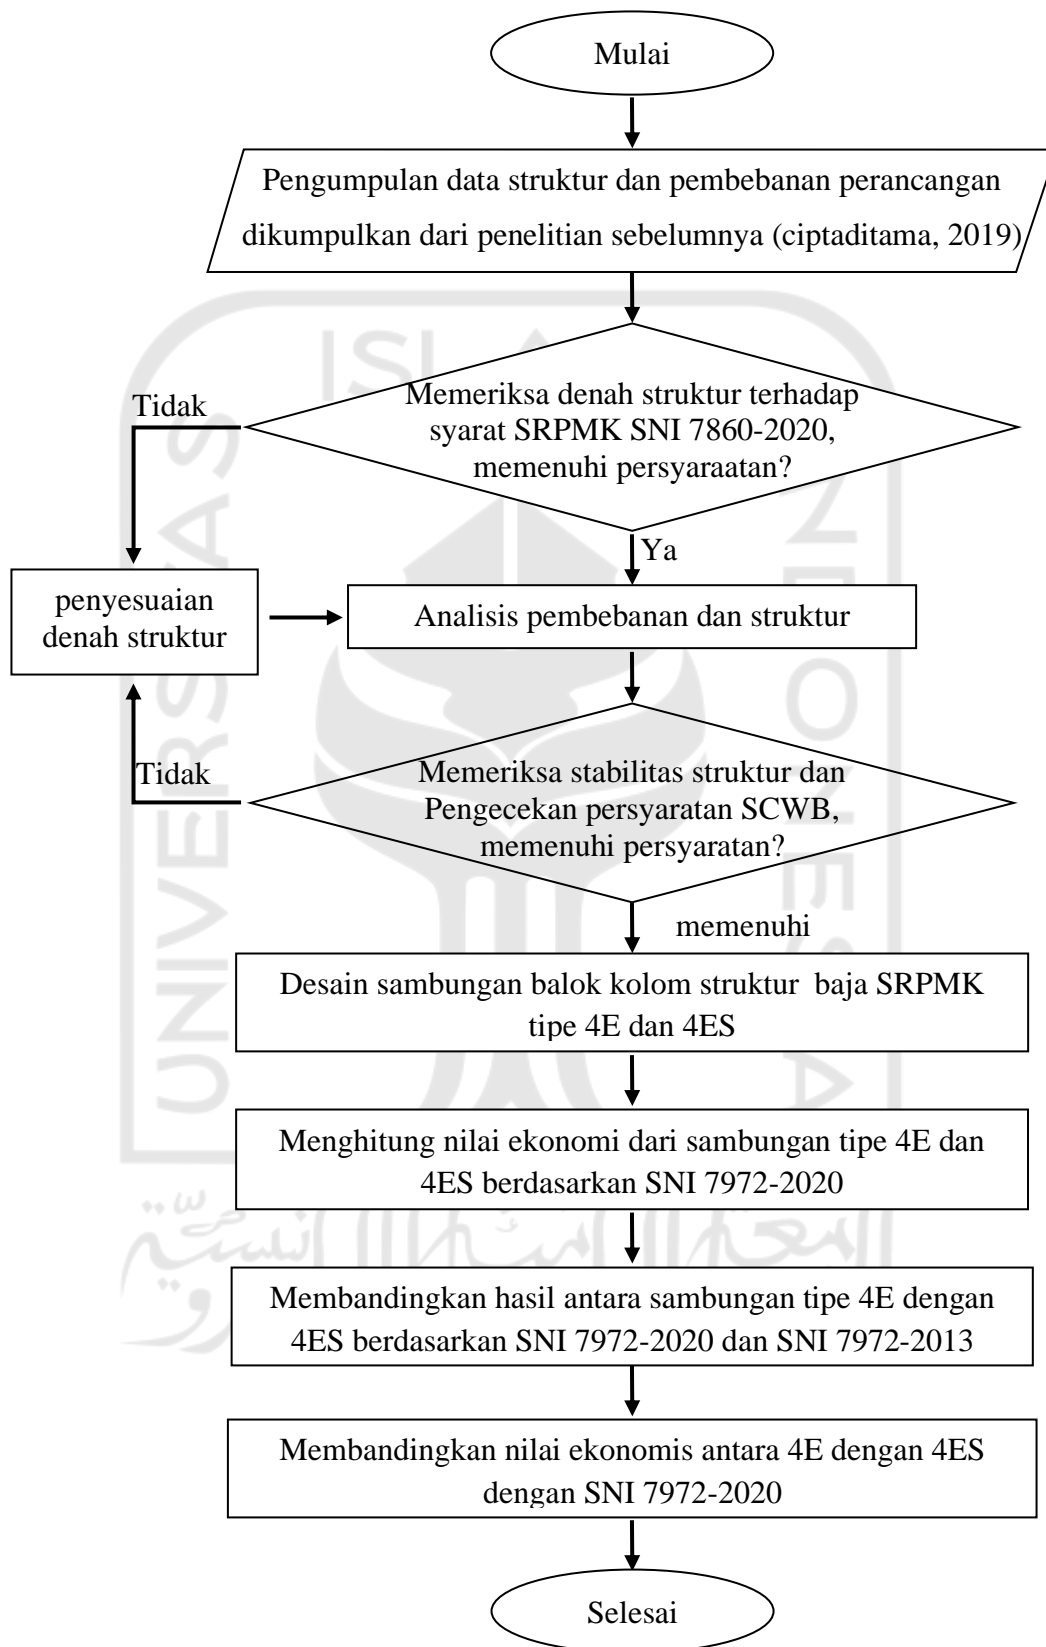 Mulai
Pengumpulan data struktur dan pembebanan perancangan
dikumpulkan dari penelitian sebelumnya (ciptaditama, 2019)
Memeriksa denah struktur terhadap
syarat SRPMK SNI 7860-2020,
memenuhi persyaraatan?
Tidak
Ya
penyesuaian
denah struktur
Analisis pembebanan dan struktur
Memeriksa stabilitas struktur dan
Pengecekan persyaratan SCWB,
memenuhi persyaratan?
Tidak
memenuhi
Desain sambungan balok kolom struktur  baja SRPMK
tipe 4E dan 4ES
Menghitung nilai ekonomi dari sambungan tipe 4E dan
4ES berdasarkan SNI 7972-2020
Membandingkan hasil antara sambungan tipe 4E dengan
4ES berdasarkan SNI 7972-2020 dan SNI 7972-2013
Membandingkan nilai ekonomis antara 4E dengan 4ES
dengan SNI 7972-2020
Selesai
UNIVERSITAS